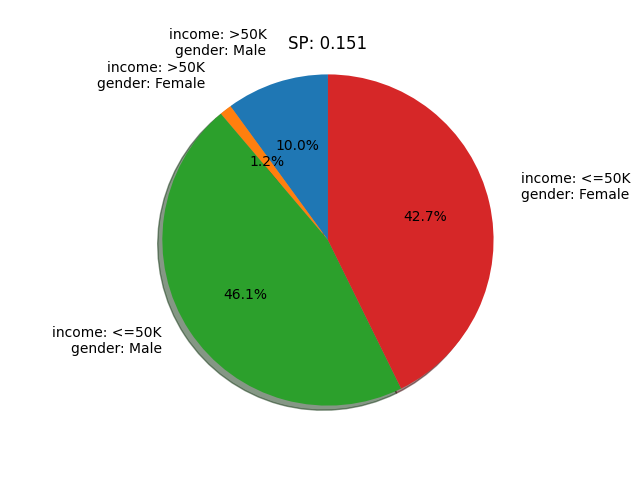 SP: 0.151
income: >50K
gender: Male
10.0%
income: >50K
gender: Female
1.2%
income: <=50K
gender: Male
46.1%
income: <=50K
gender: Female
42.7%